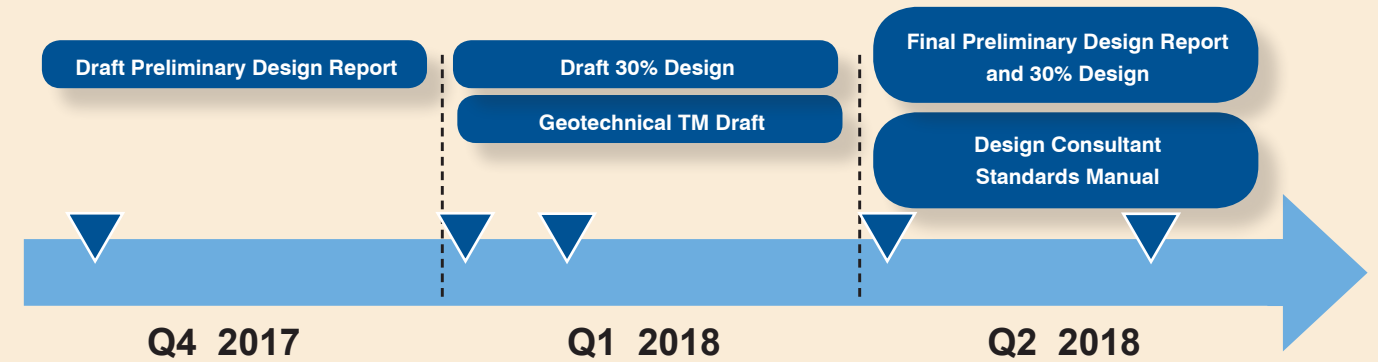 Draft Preliminary Design Report
Draft 30% Design
Geotechnical TM Draft
Final Preliminary Design Report
and 30% Design
Design Consultant
Standards Manual
Q4 2017
Q1 2018
Q2 2018